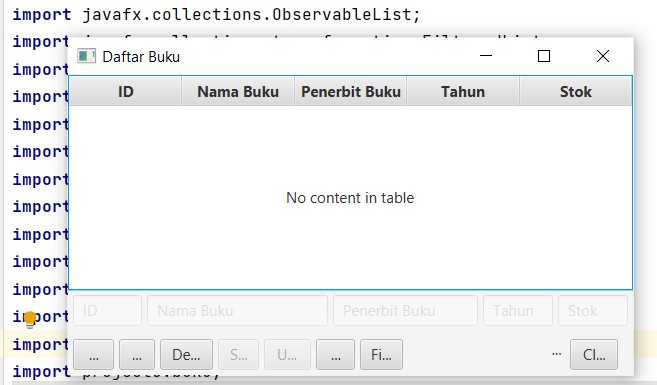 import javafx.collections.ObservableList;
import
Daftar Buku
import
ID Nama Buku Penerbit Buku Tahun Stok
import
import
import
import
No content in table
import
import
import
import
ID Nama Buku Penerbit Buku Tahun Stok
import
import
... ... De... S... U... ... Fi... ... Cl...
import